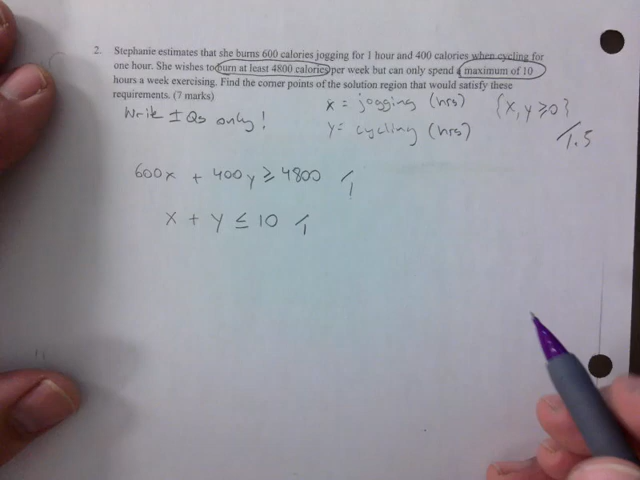 2. Stephanie estimates that she burns 600 calories jogging for 1 hour and 400 calories when cycling for
one hour. She wishes to burn at least 4800 calories per week but can only spend a maximum of 10
hours a week exercising. Find the corner points of the solution region that would satisfy these
requirements. (7 marks)
x = jogging (hrs) {x, y ≥ 0}
Write ± Qs only!
y = cycling (hrs) /1.5
600x + 400y ≥ 4800 /1
x + y ≤ 10 /1